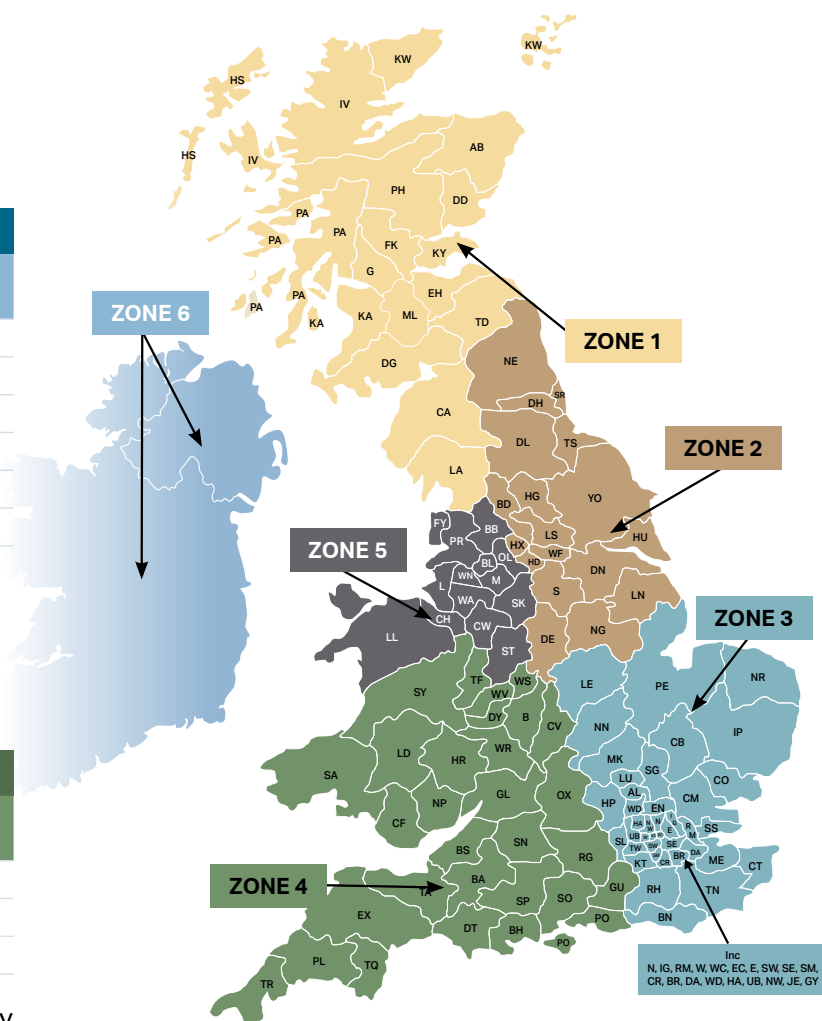 KW
KW
HS
IV
HS
IV
AB
PH
DD
PA
PA
PA
FK
KY
G
EH
PA
PA
KA
KA
ML
TD
ZONE 6
ZONE 1
DG
NE
SR
DH
CA
DL
TS
ZONE 2
LA
BD
HG
YO
FY
BB
PR
LS
HU
HX
WF
ZONE 5
OL
BL
HD
DN
WN
M
L
S
LN
WA
SK
CH
CW
ZONE 3
LL
DE
NG
ST
TF
WS
LE
PE
NR
SY
WV
DY
B
CV
NN
IP
CB
LD
HR
WR
MK
SG
SA
LU
CO
NP
GL
OX
AL
HP
CM
CF
WD
EN
HA
N
N
I
G
R
M
SS
W
E
UB
SL
SN
TW
SW
SE
BS
RG
BR
DA
ME
CT
KT
CR
BA
ZONE 4
TA
GU
RH
TN
SP
SO
EX
PO
BN
DT
BH
PO
PL
TQ
TR
Inc
N, IG, RM, W, WC, EC, E, SW, SE, SM,
CR, BR, DA, WD, HA, UB, NW, JE, GY